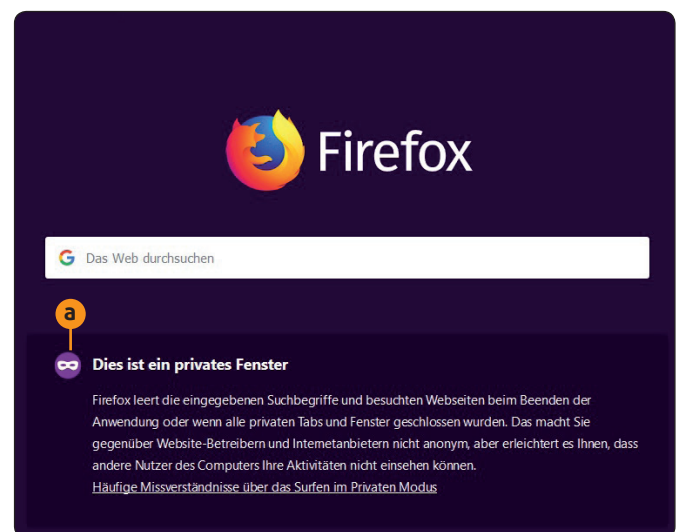 Firefox
Das Web durchsuchen
a
Dies ist ein privates Fenster
Firefox leert die eingegebenen Suchbegriffe und besuchten Webseiten beim Beenden der
Anwendung oder wenn alle privaten Tabs und Fenster geschlossen wurden. Das macht Sie
gegenüber Website-Betreibern und Internetanbietern nicht anonym, aber erleichtert es Ihnen, dass
andere Nutzer des Computers Ihre Aktivitäten nicht einsehen können.
Häufige Missverständnisse über das Surfen im Privaten Modus